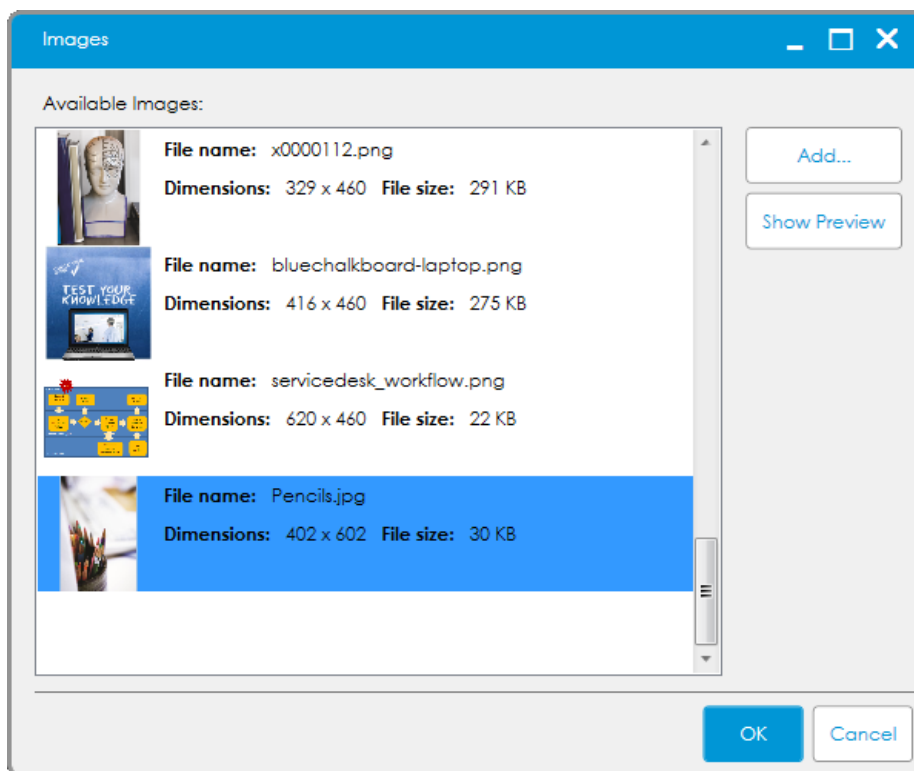 Images
Available Images:
File name: x0000112.png
Dimensions: 329 x 460 File size: 291 KB
Add...
Show Preview
TEST YOUR
KNOWLEDGE
File name: bluechalkboard-laptop.png
Dimensions: 416 x 460 File size: 275 KB
File name: servicedesk_workflow.png
Dimensions: 620 x 460 File size: 22 KB
File name: Pencils.jpg
Dimensions: 402 x 602 File size: 30 KB
OK
Cancel